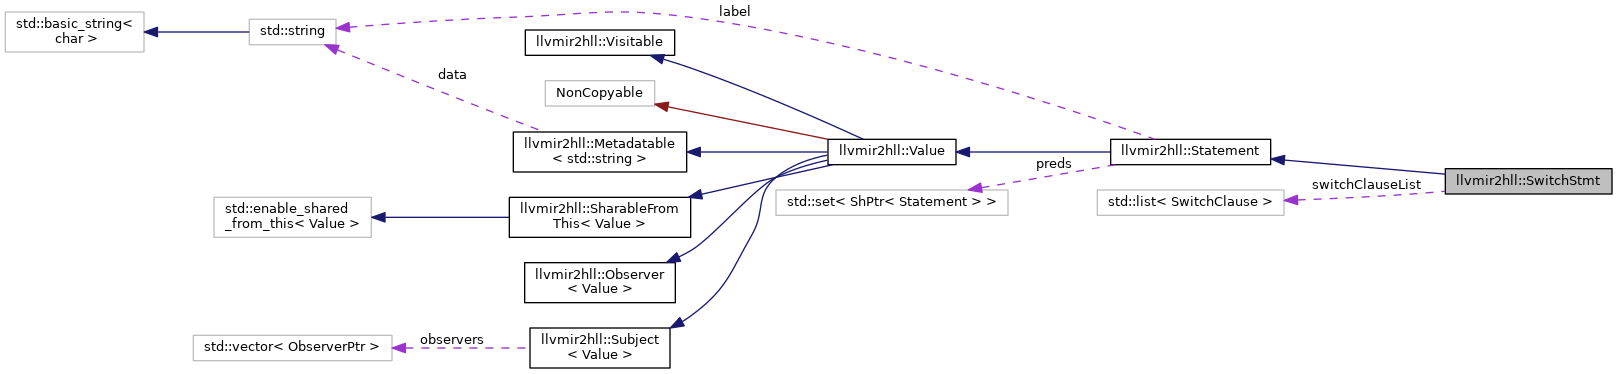 label
std::basic_string<
char >
std::string
llvmir2hll::Visitable
data
NonCopyable
llvmir2hll::Metadatable
< std::string >
llvmir2hll::Value
llvmir2hll::Statement
preds
llvmir2hll::SwitchStmt
switchClauseList
std::set< ShPtr< Statement > >
std::list< SwitchClause >
std::enable_shared
_from_this< Value >
llvmir2hll::SharableFrom
This< Value >
llvmir2hll::Observer
< Value >
observers
std::vector< ObserverPtr >
llvmir2hll::Subject
< Value >